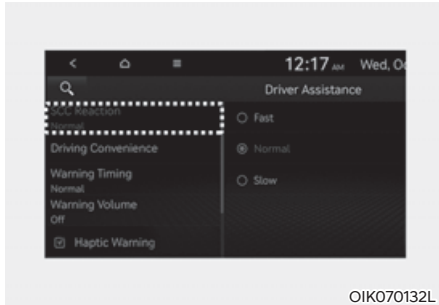 12:17 AM Wed, Oc
Driver Assistance
SCC Reaction
Normal
Fast
Driving Convenience
Normal
Warning Timing
Normal
Slow
Warning Volume
Off
Haptic Warning
OIK070132L